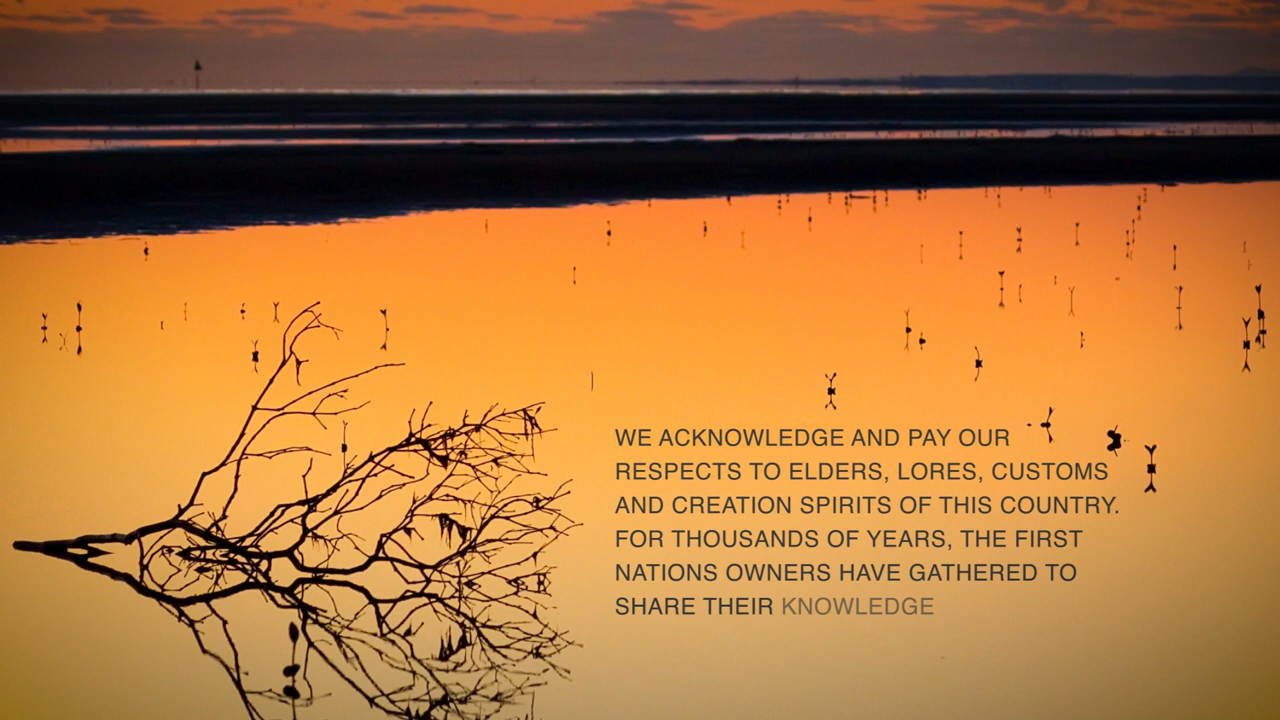 WE ACKNOWLEDGE AND PAY OUR
RESPECTS TO ELDERS, LORES, CUSTOMS
AND CREATION SPIRITS OF THIS COUNTRY.
FOR THOUSANDS OF YEARS, THE FIRST
NATIONS OWNERS HAVE GATHERED TO
SHARE THEIR KNOWLEDGE